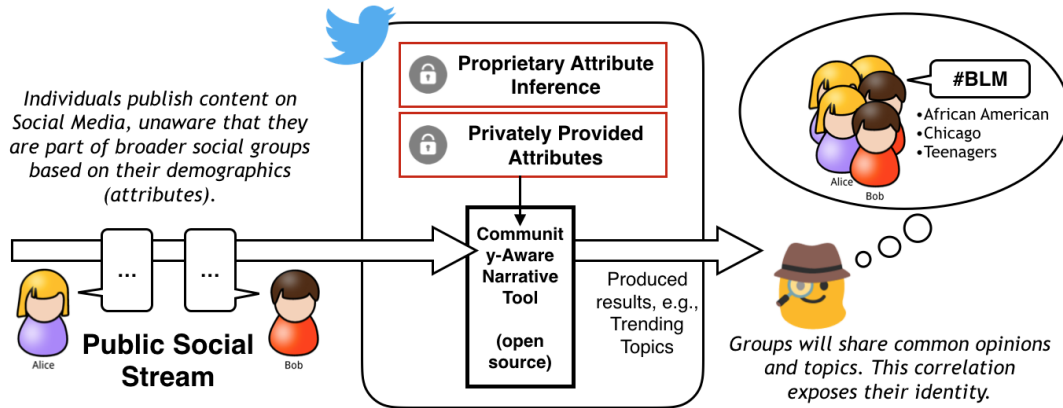 Individuals publish content on
Social Media, unaware that they
are part of broader social groups
based on their demographics
(attributes).
...
...
Alice
Public Social
Stream
Bob
Proprietary Attribute
Inference
Privately Provided
Attributes
Communit
y-Aware
Narrative
Tool
(open
source)
Produced
results, e.g.,
Trending
Topics
#BLM
•African American
•Chicago
•Teenagers
Alice
Bob
Groups will share common opinions
and topics. This correlation
exposes their identity.